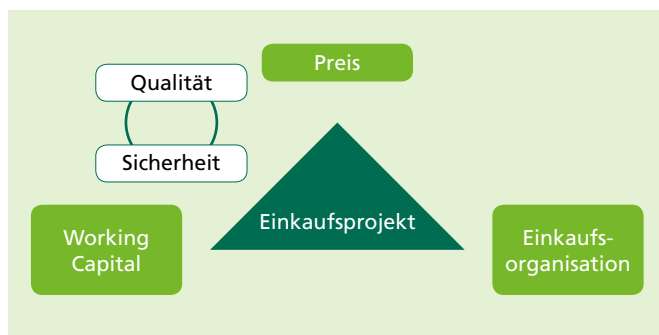 Preis
Qualität
Sicherheit
Einkaufsprojekt
Working
Capital
Einkaufs-
organisation